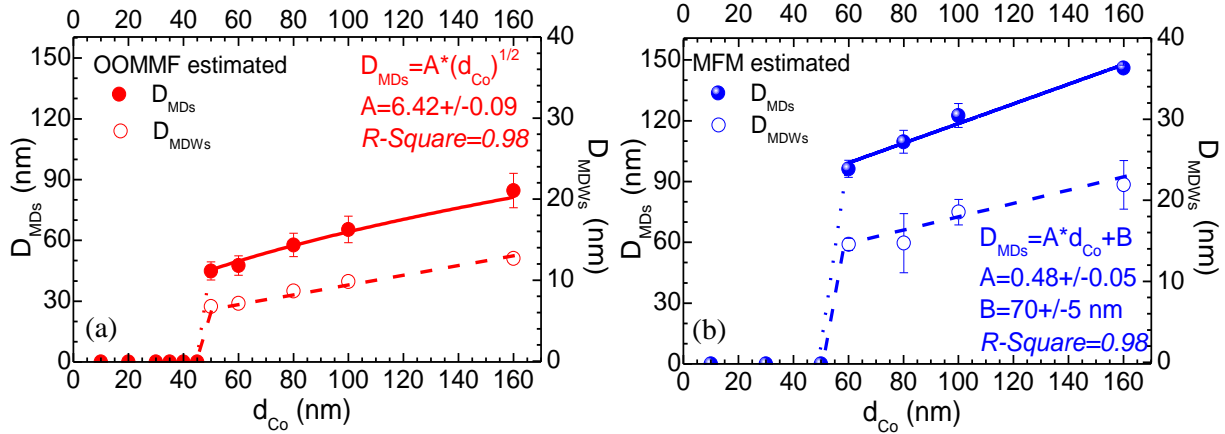 0 20 40 60 80 100 120 140 160
160
150
120
90
60
30
0
D_MDs (nm)
OOMMF estimated
D_MDs
D_MDWs
D_MDs=A*(d_Co)^1/2
A=6.42+/-0.09
R-Square=0.98
(a)
40
30
20
10
0
D_MDWs (nm)
0 20 40 60 80 100 120 140 160
d_Co (nm)
0 20 40 60 80 100 120 140 160
150
120
90
60
30
0
D_MDs (nm)
MFM estimated
D_MDs
D_MDWs
D_MDs=A*d_Co+B
A=0.48+/-0.05
B=70+/-5 nm
R-Square=0.98
(b)
40
30
20
10
0
D_MDWs (nm)
0 20 40 60 80 100 120 140 160
d_Co (nm)